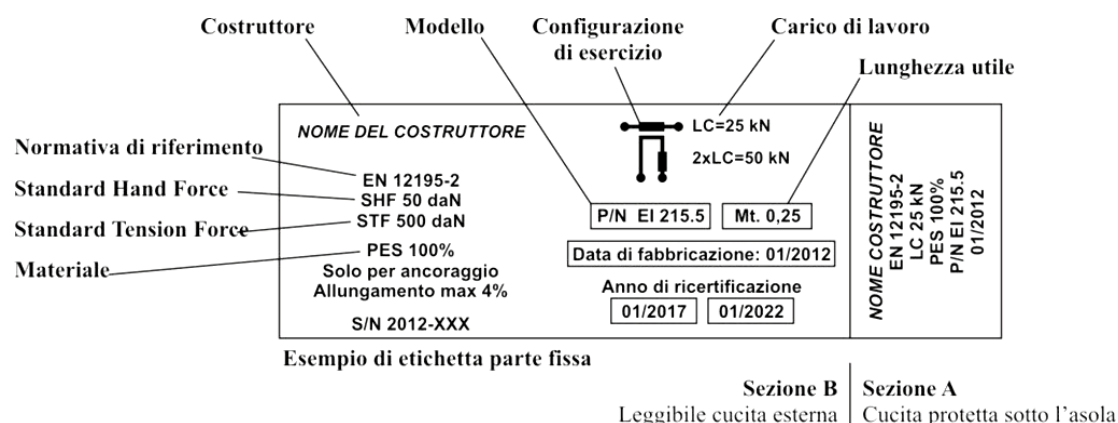 Costruttore
Modello
Configurazione
di esercizio
Carico di lavoro
Lunghezza utile
Normativa di riferimento
Standard Hand Force
Standard Tension Force
Materiale
NOME DEL COSTRUTTORE
EN 12195-2
SHF 50 daN
STF 500 daN
PES 100%
Solo per ancoraggio
Allungamento max 4%
S/N 2012-XXX
LC=25 kN
2xLC=50 kN
P/N EI 215.5
Mt. 0,25
Data di fabbricazione: 01/2012
Anno di ricertificazione
01/2017 01/2022
NOME COSTRUTTORE
EN 12195-2
LC 25 kN
PES 100%
P/N EI 215.5
01/2012
Esempio di etichetta parte fissa
Sezione B
Leggibile cucita esterna
Sezione A
Cucita protetta sotto l'asola